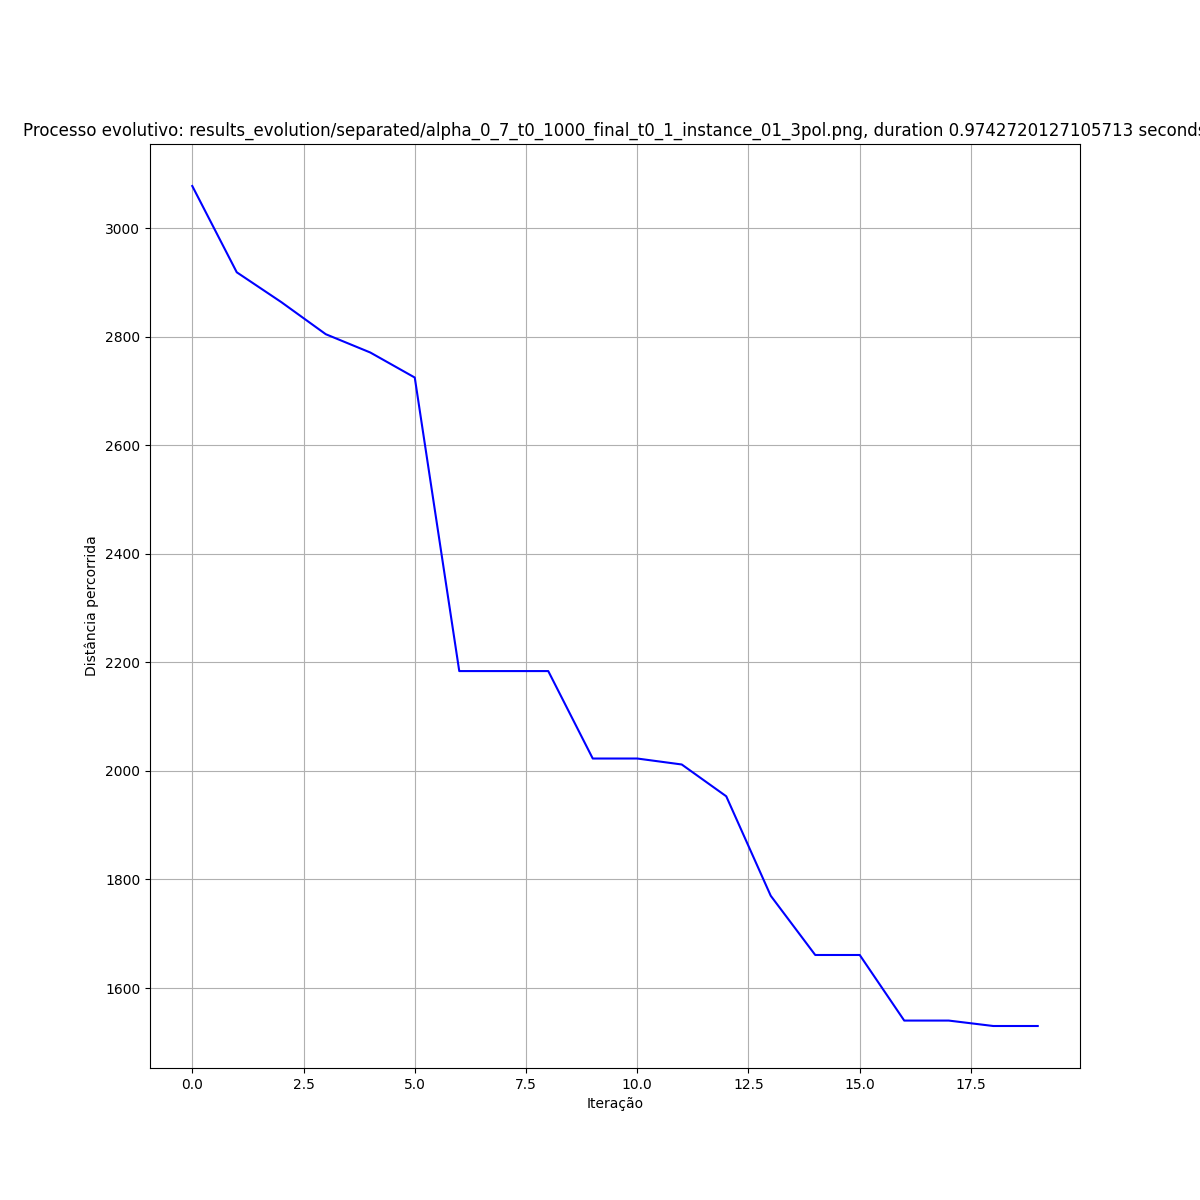 Processo evolutivo: results_evolution/separated/alpha_0_7_t0_1000_final_t0_1_instance_01_3pol.png, duration 0.9742720127105713 seconds
3000
2800
2600
2400
2200
2000
1800
1600
Distância percorrida
0.0 2.5 5.0 7.5 10.0 12.5 15.0 17.5
Iteração